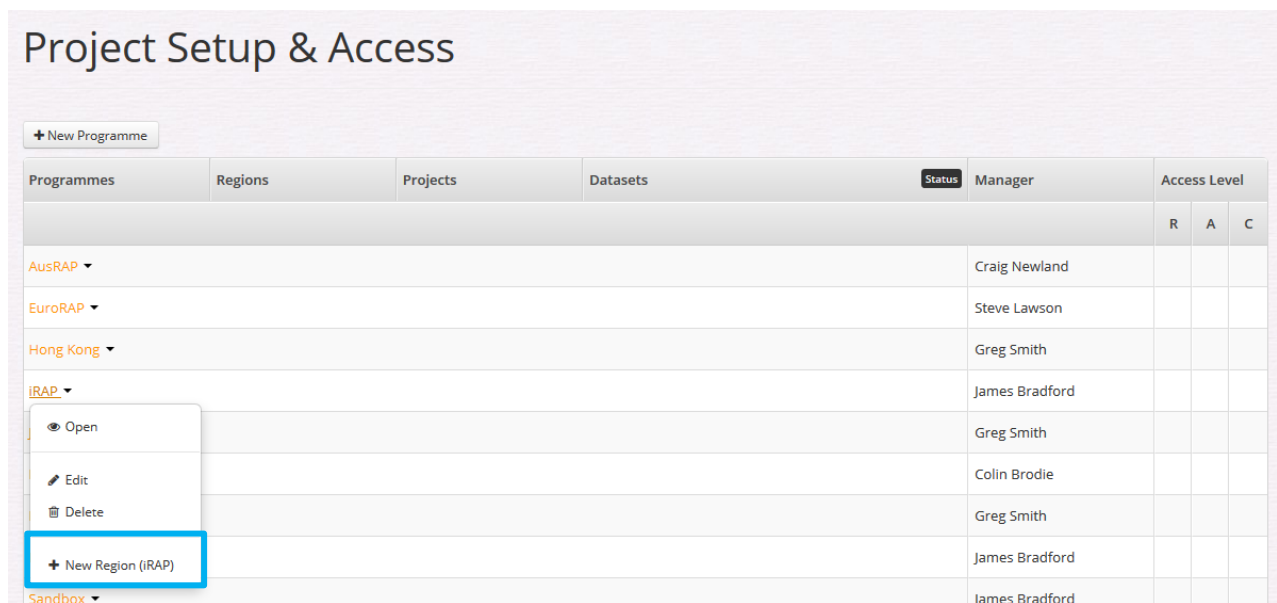 Project Setup & Access
New Programme
Programmes Regions Projects Datasets Status Manager Access Level
R A C
AusRAP Craig Newland
EuroRAP Steve Lawson
Hong Kong Greg Smith
iRAP James Bradford
Open
Greg Smith
Edit
Colin Brodie
Delete
Greg Smith
New Region (iRAP)
James Bradford
Sandbox James Bradford